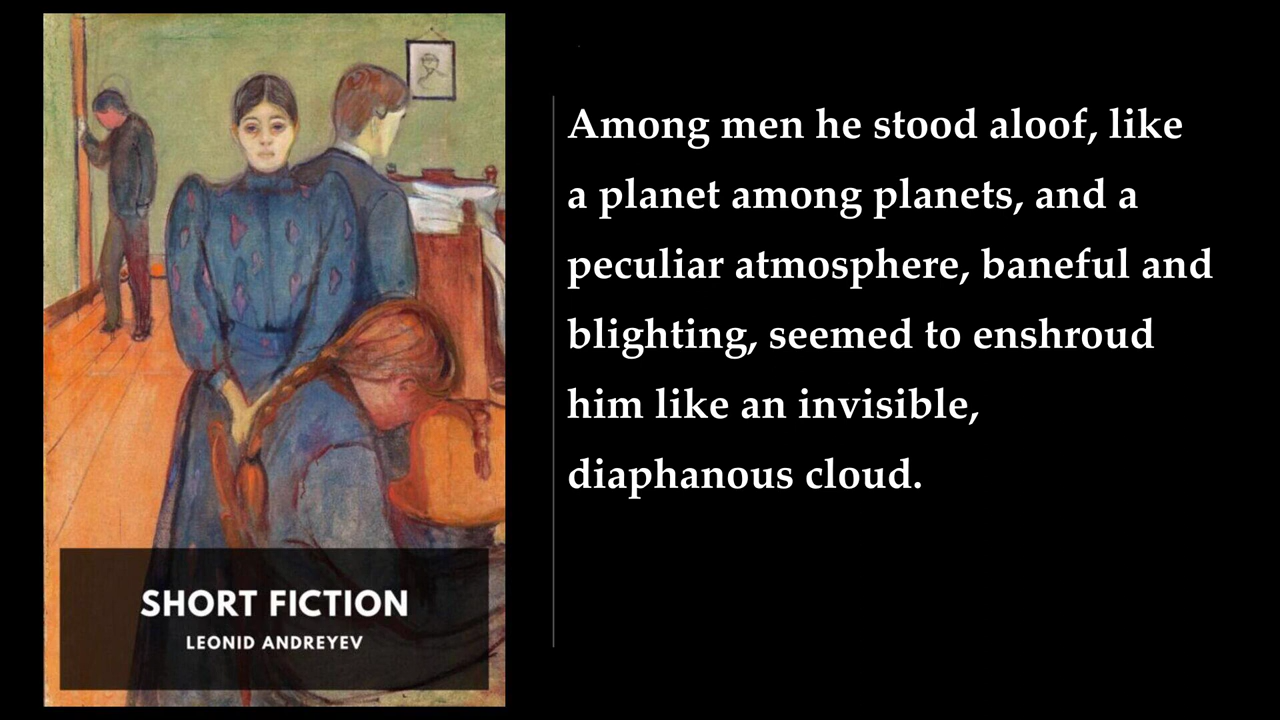 Among men he stood aloof, like
a planet among planets, and a
peculiar atmosphere, baneful and
blighting, seemed to enshroud
him like an invisible,
diaphanous cloud.
SHORT FICTION
LEONID ANDREYEV